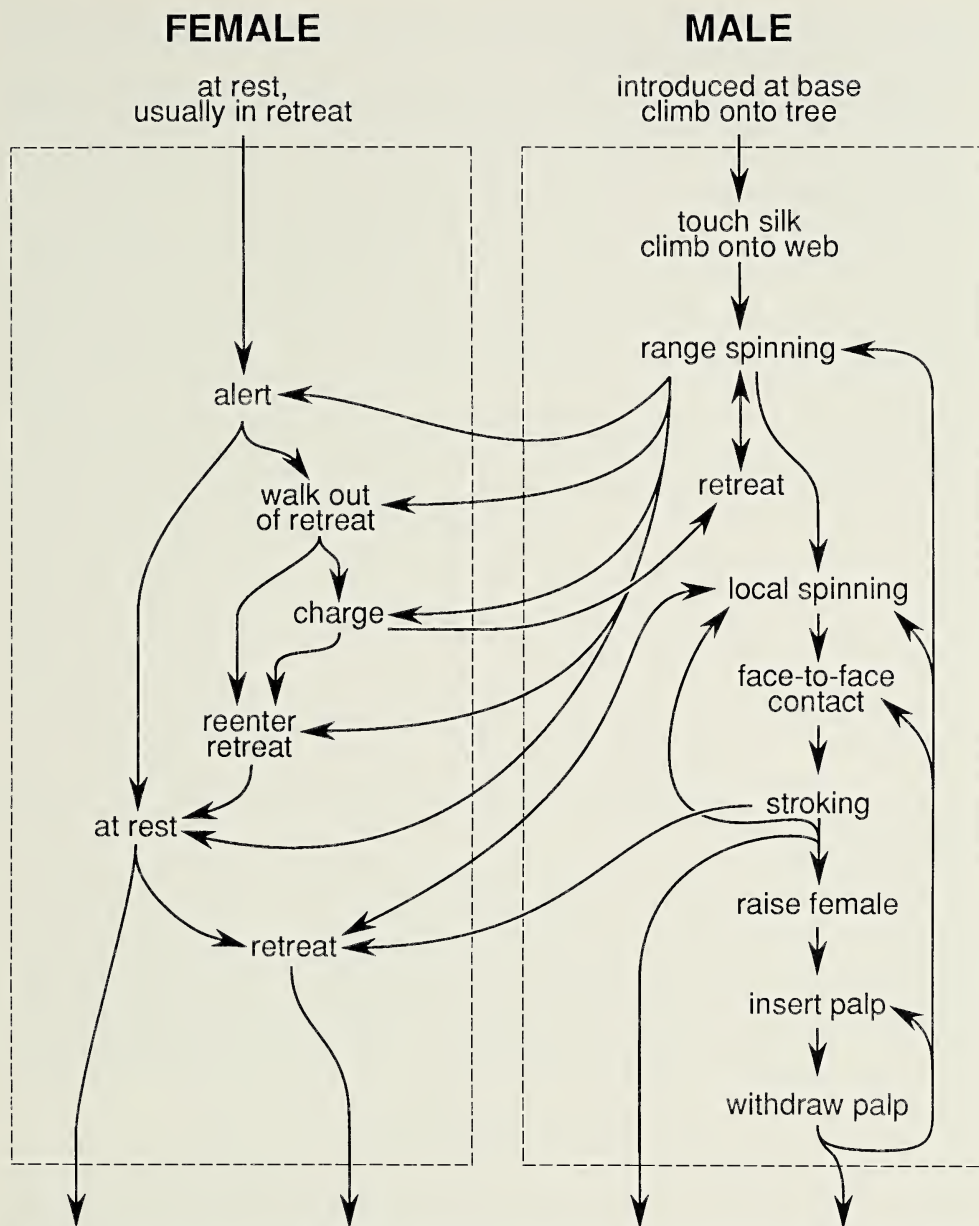 FEMALE
at rest,
usually in retreat
alert
walk out
of retreat
charge
reenter
retreat
at rest
retreat
MALE
introduced at base
climb onto tree
touch silk
climb onto web
range spinning
retreat
local spinning
face-to-face
contact
stroking
raise female
insert palp
withdraw palp